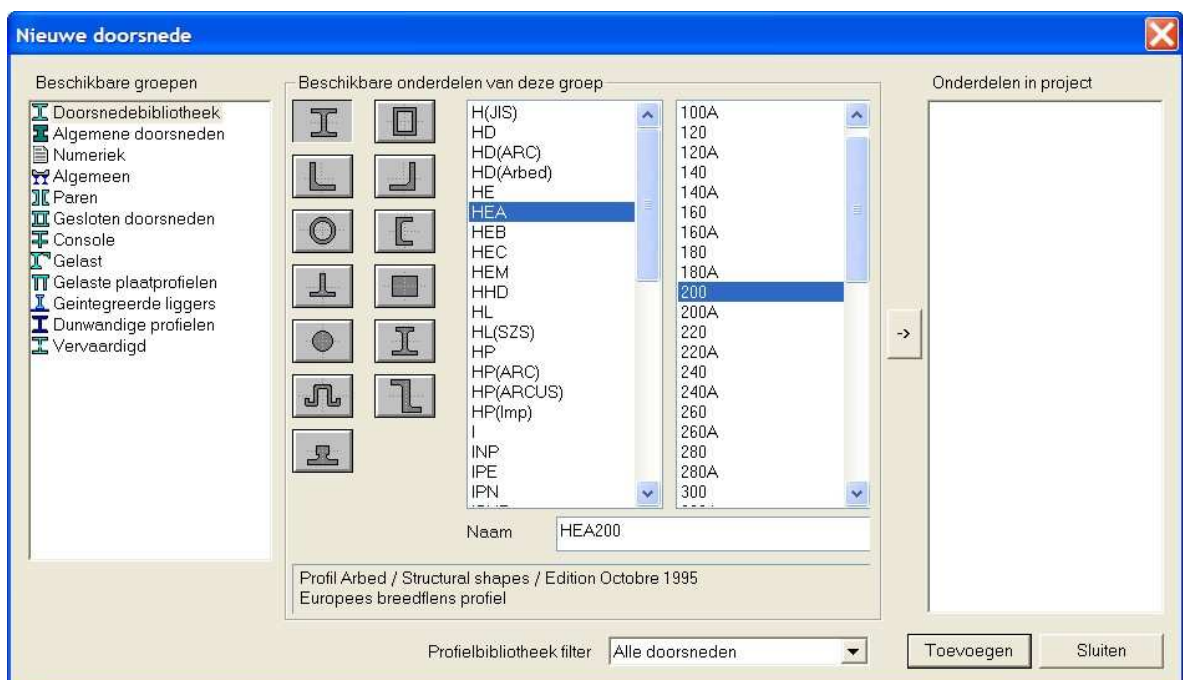 Nieuwe doorsnede
Beschikbare groepen
Doorsnedebibliotheek
Algemene doorsneden
Numeriek
Algemeen
Paren
Gesloten doorsneden
Console
Gelast
Gelaste plaatprofielen
Geintegreerde liggers
Dunwandige profielen
Vervaardigd
Beschikbare onderdelen van deze groep
H(JIS)
HD
HD(ARC)
HD(Arbed)
HE
HEA
HEB
HEC
HEM
HHD
HL
HL(SZS)
HP
HP(ARC)
HP(ARCUS)
HP(Imp)
I
INP
IPE
IPN
100A
120
120A
140
140A
160
160A
180
180A
200
200A
220
220A
240
240A
260
260A
280
280A
300
Naam HEA200
Profil Arbed / Structural shapes / Edition Octobre 1995
Europees breedflens profiel
Profielbibliotheek filter Alle doorsneden
Onderdelen in project
->
Toevoegen Sluiten